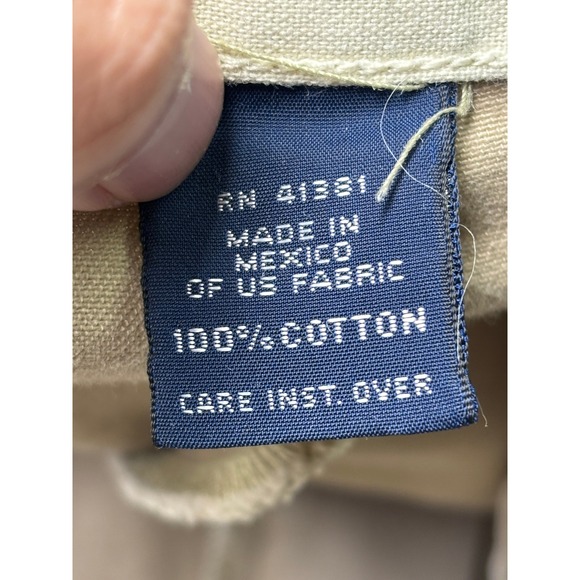 RN 41381
MADE IN
MEXICO
OF US FABRIC
100% COTTON
CARE INST. OVER